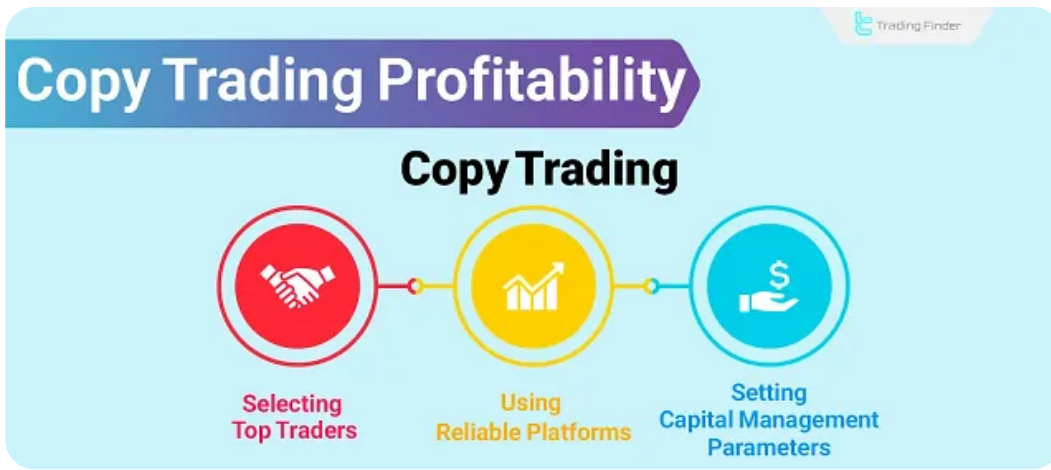 Trading Finder
Copy Trading Profitability
Copy Trading
Selecting
Top Traders
Using
Reliable Platforms
Setting
Capital Management
Parameters